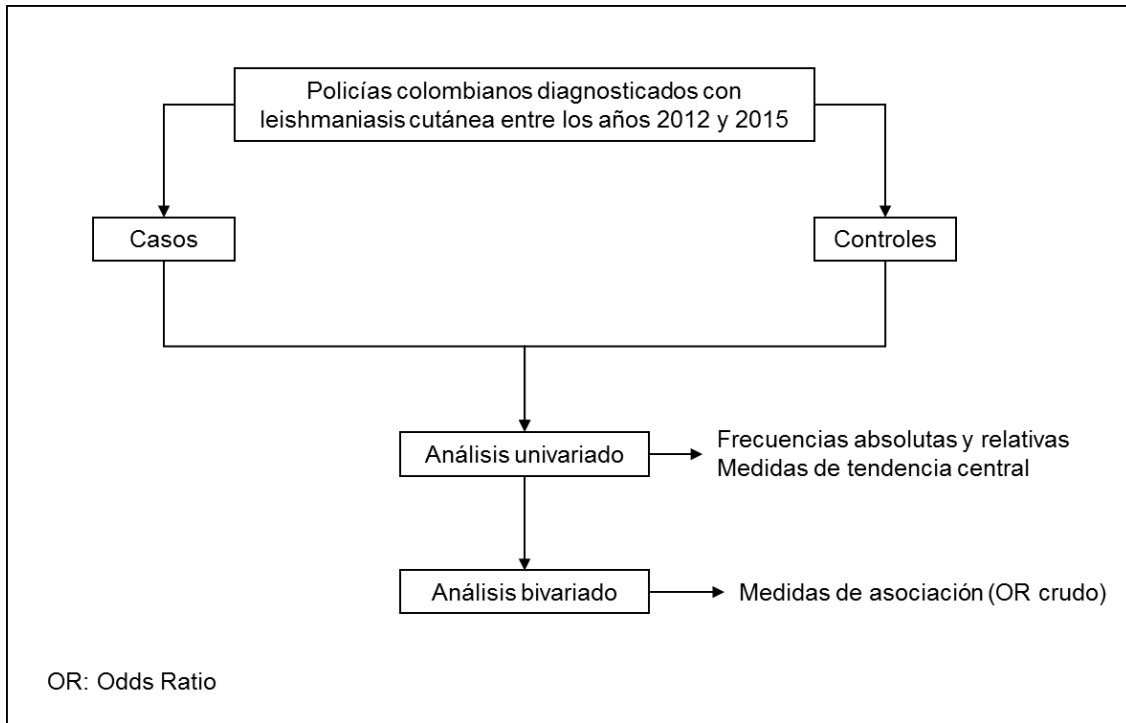 Policías colombianos diagnosticados con
leishmaniasis cutánea entre los años 2012 y 2015
Casos
Controles
Análisis univariado
Frecuencias absolutas y relativas
Medidas de tendencia central
Análisis bivariado
Medidas de asociación (OR crudo)
OR: Odds Ratio